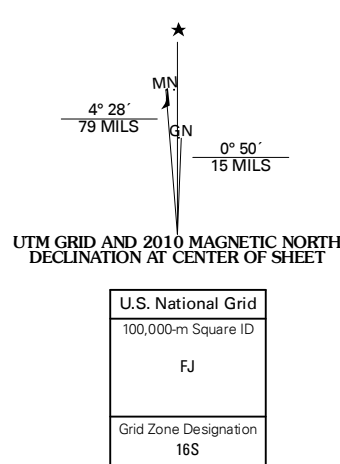 ★
MN
4° 28´
79 MILS
GN
0° 50´
15 MILS
UTM GRID AND 2010 MAGNETIC NORTH
DECLINATION AT CENTER OF SHEET
U.S. National Grid
100,000-m Square ID
FJ
Grid Zone Designation
16S